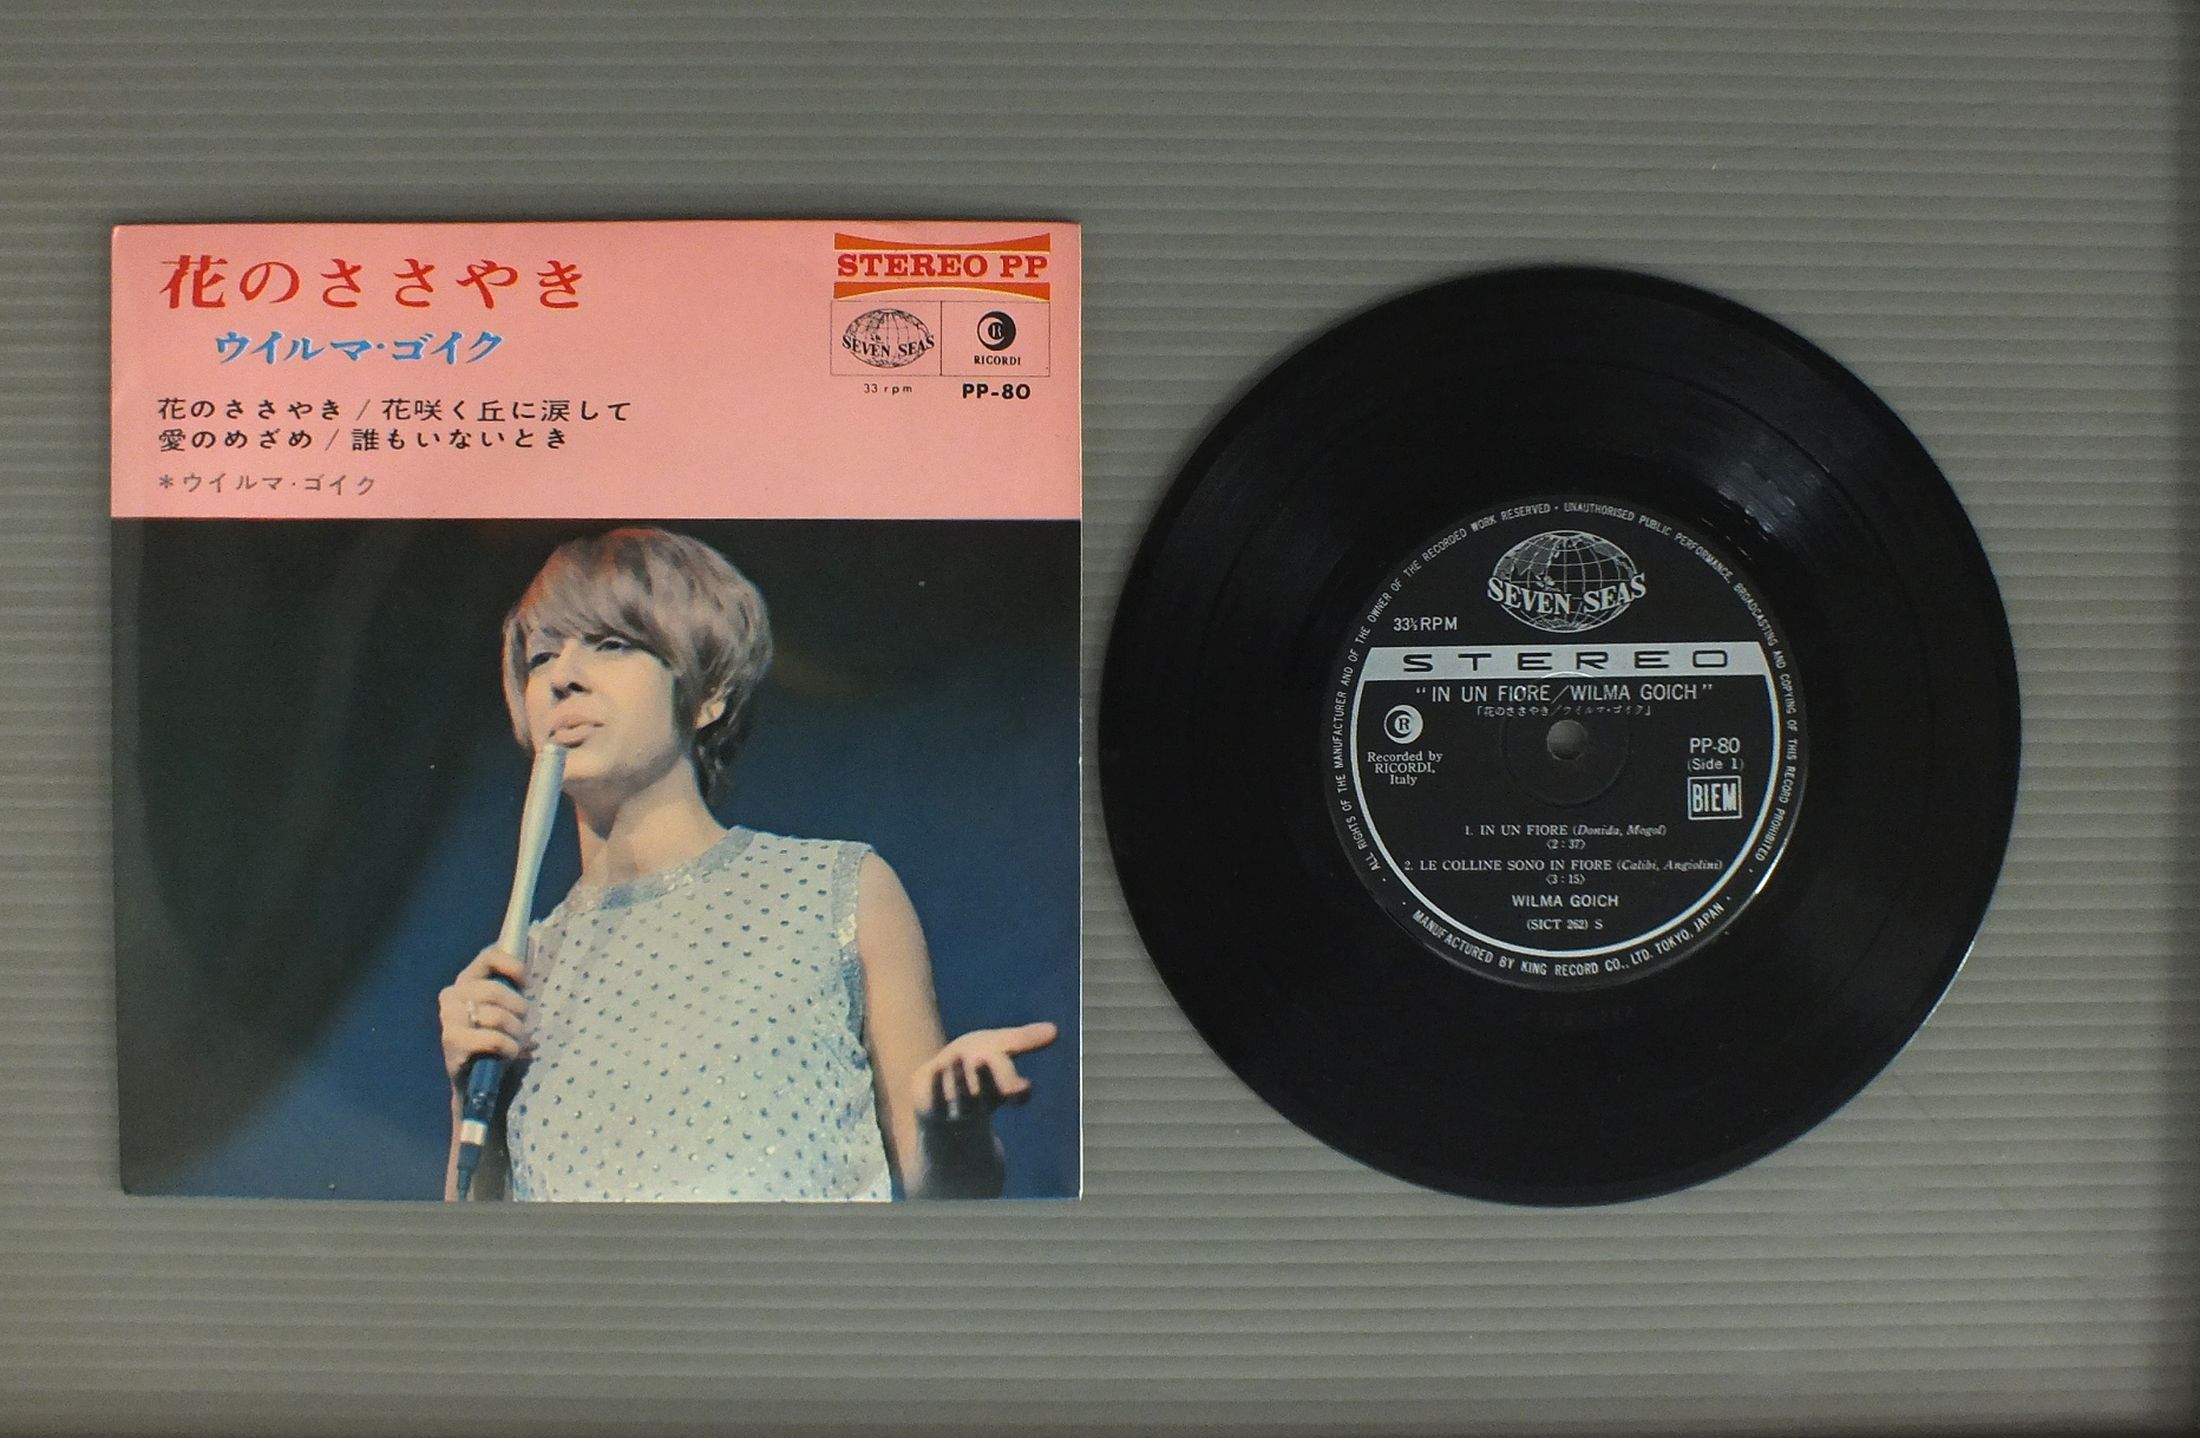 花のささやき
ウイルマ・ゴイク
花のささやき / 花咲く丘に涙して
愛のめざめ / 誰もいないとき
*ウイルマ・ゴイク
STEREO PP
SEVEN SEAS
R
RICORDI
33 rpm PP-80
ALL RIGHTS OF THE MANUFACTURER AND OF THE OWNER OF THE RECORDED WORK RESERVED • UNAUTHORISED PUBLIC PERFORMANCE, BROADCASTING AND COPYING OF THIS RECORD PROHIBITED •
SEVEN SEAS
33⅓RPM
STEREO
"IN UN FIORE/WILMA GOICH"
「花のささやき/ウイルマ・ゴイク」
R
Recorded by
RICORDI,
Italy
PP-80
(Side 1)
BIEM
1. IN UN FIORE (Donida, Mogol)
(2:37)
2. LE COLLINE SONO IN FIORE (Calibi, Angiolini)
(3:15)
WILMA GOICH
(SICT 262) S
• MANUFACTURED BY KING RECORD CO., LTD. TOKYO, JAPAN •